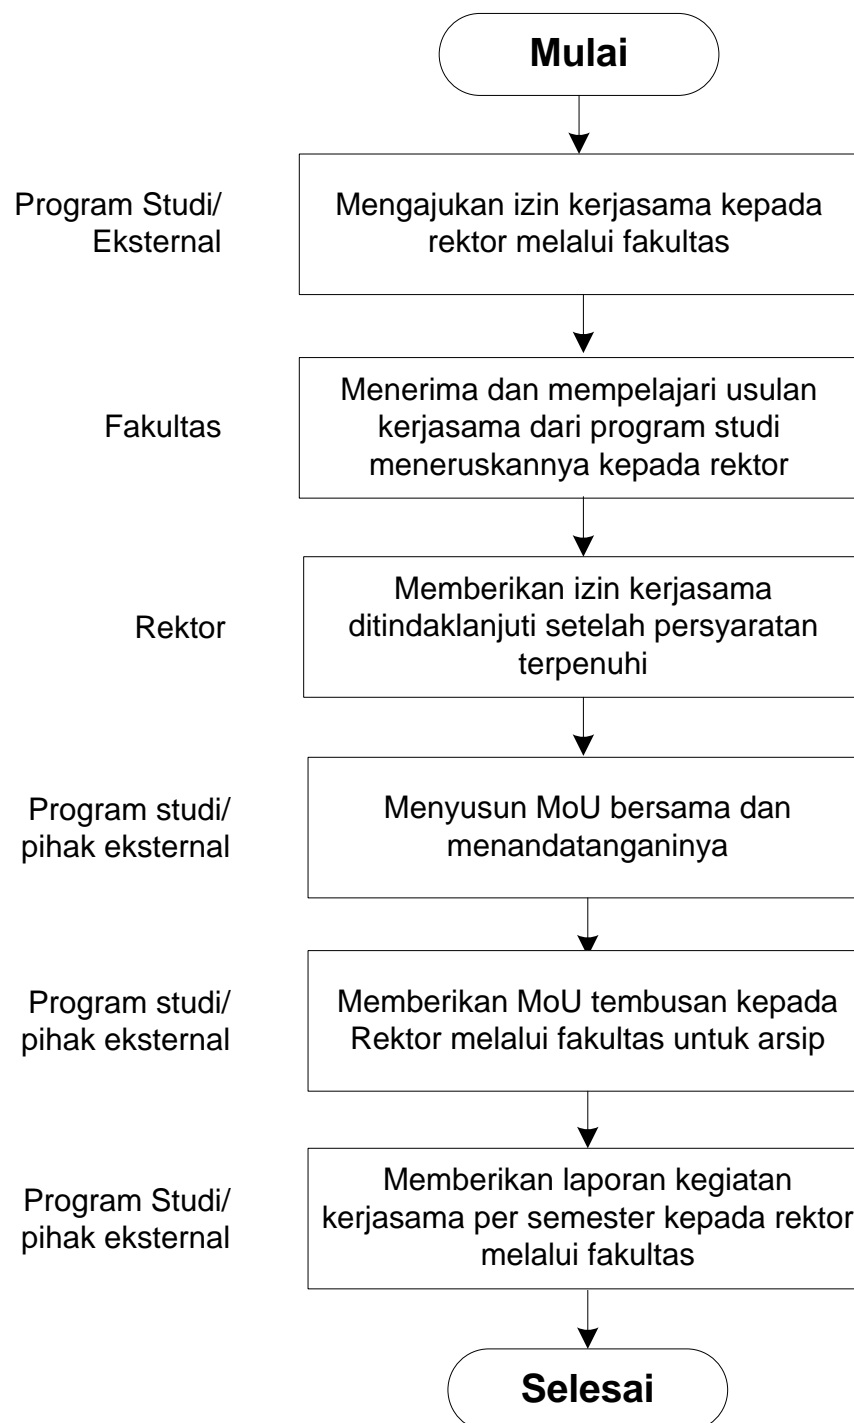 Mulai
Program Studi/
Eksternal
Mengajukan izin kerjasama kepada
rektor melalui fakultas
Fakultas
Menerima dan mempelajari usulan
kerjasama dari program studi
meneruskannya kepada rektor
Rektor
Memberikan izin kerjasama
ditindaklanjuti setelah persyaratan
terpenuhi
Program studi/
pihak eksternal
Menyusun MoU bersama dan
menandatanganinya
Program studi/
pihak eksternal
Memberikan MoU tembusan kepada
Rektor melalui fakultas untuk arsip
Program Studi/
pihak eksternal
Memberikan laporan kegiatan
kerjasama per semester kepada rektor
melalui fakultas
Selesai